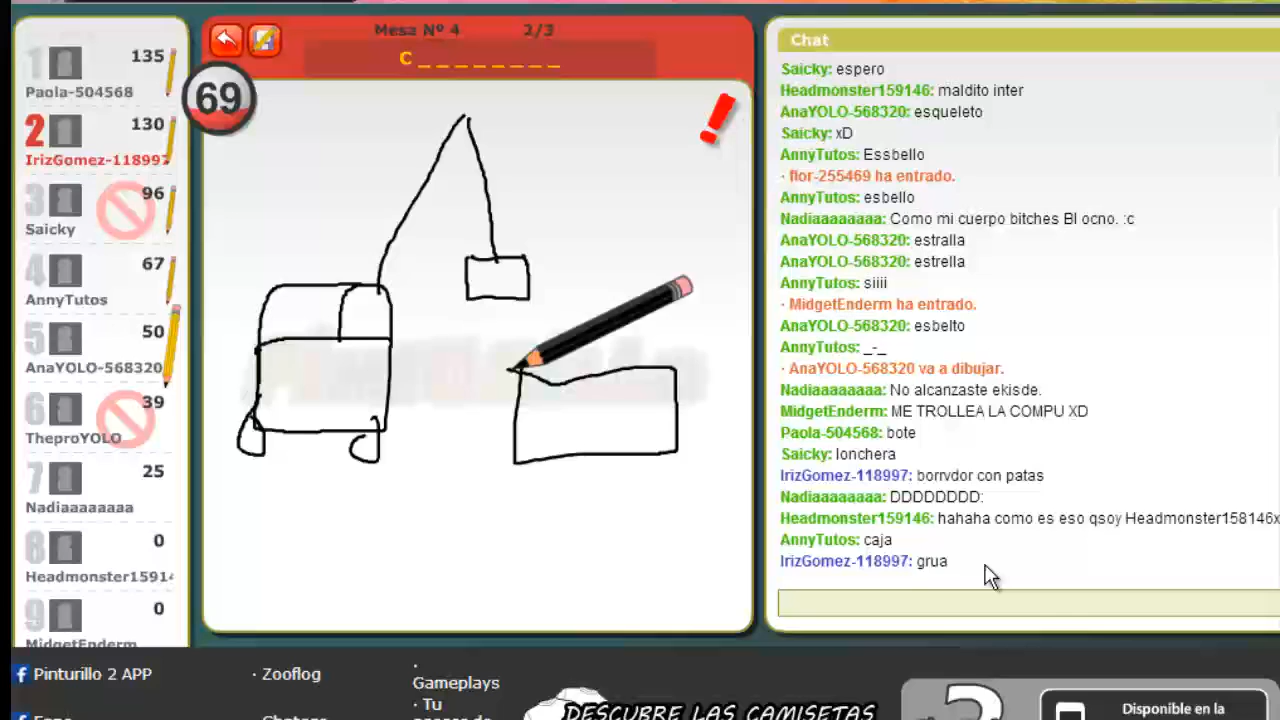 Mesa Nº 4 2/3
C _ _ _ _ _ _ _ _
69
1 135
Paola-504568
2 130
IrizGomez-118997
3 96
Saicky
4 67
AnnyTutos
5 50
AnaYOLO-568320
6 39
TheproYOLO
7 25
Nadiaaaaaaaa
8 0
Headmonster15914
9 0
MidgetEnderm
Chat
Saicky: espero
Headmonster159146: maldito inter
AnaYOLO-568320: esqueleto
Saicky: xD
AnnyTutos: Essbello
· flor-255469 ha entrado.
AnnyTutos: esbello
Nadiaaaaaaaa: Como mi cuerpo bitches Bl ocno. :c
AnaYOLO-568320: estralla
AnaYOLO-568320: estrella
AnnyTutos: siiii
· MidgetEnderm ha entrado.
AnaYOLO-568320: esbelto
AnnyTutos: _-_
· AnaYOLO-568320 va a dibujar.
Nadiaaaaaaaa: No alcanzaste ekisde.
MidgetEnderm: ME TROLLEA LA COMPU XD
Paola-504568: bote
Saicky: lonchera
IrizGomez-118997: borrvdor con patas
Nadiaaaaaaaa: DDDDDDDD:
Headmonster159146: hahaha como es eso qsoy Headmonster158146x
AnnyTutos: caja
IrizGomez-118997: grua
Pinturillo 2 APP
· Zooflog
· Gameplays
· Tu
DESCUBRE LAS CAMISETAS
Disponible en la